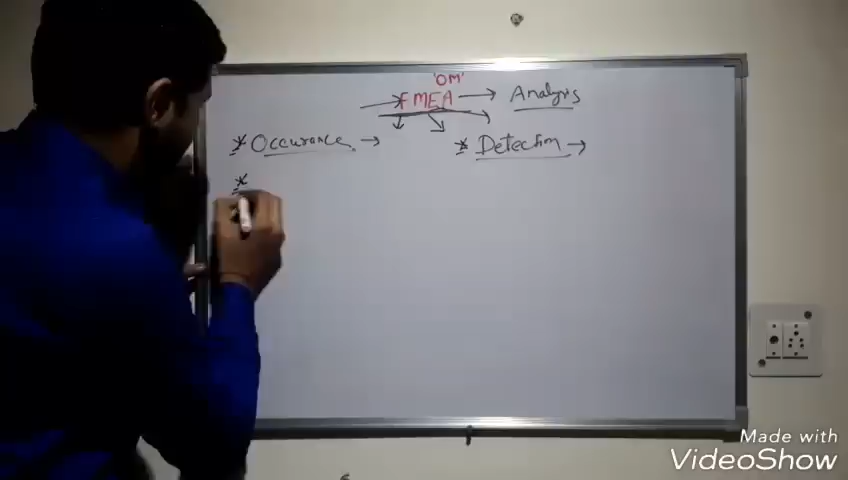 'OM'
FMEA → Analysis
* Occurance → * Detection →
*
Made with
VideoShow